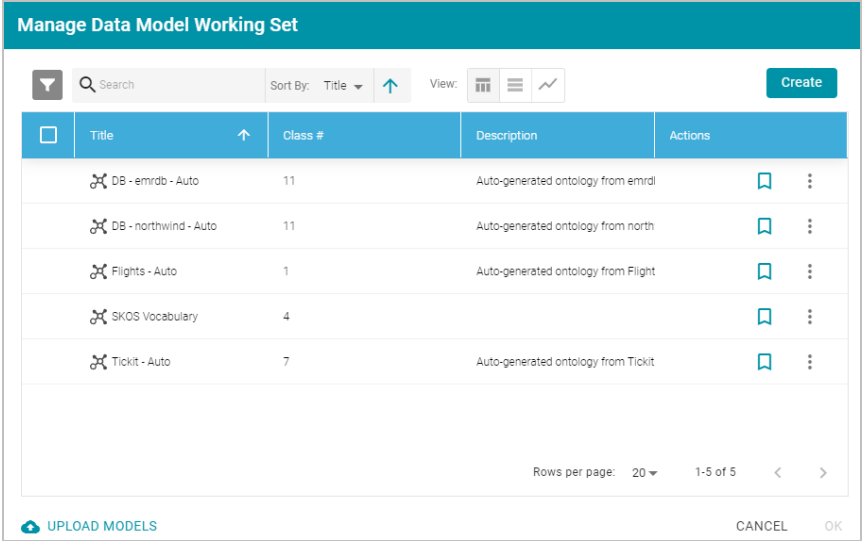 Manage Data Model Working Set
Search Sort By: Title View: Create
Title Class # Description Actions
DB - emrdb - Auto 11 Auto-generated ontology from emrdl
DB - northwind - Auto 11 Auto-generated ontology from north
Flights - Auto 1 Auto-generated ontology from Flight
SKOS Vocabulary 4
Tickit - Auto 7 Auto-generated ontology from Tickit
Rows per page: 20 1-5 of 5
UPLOAD MODELS CANCEL OK